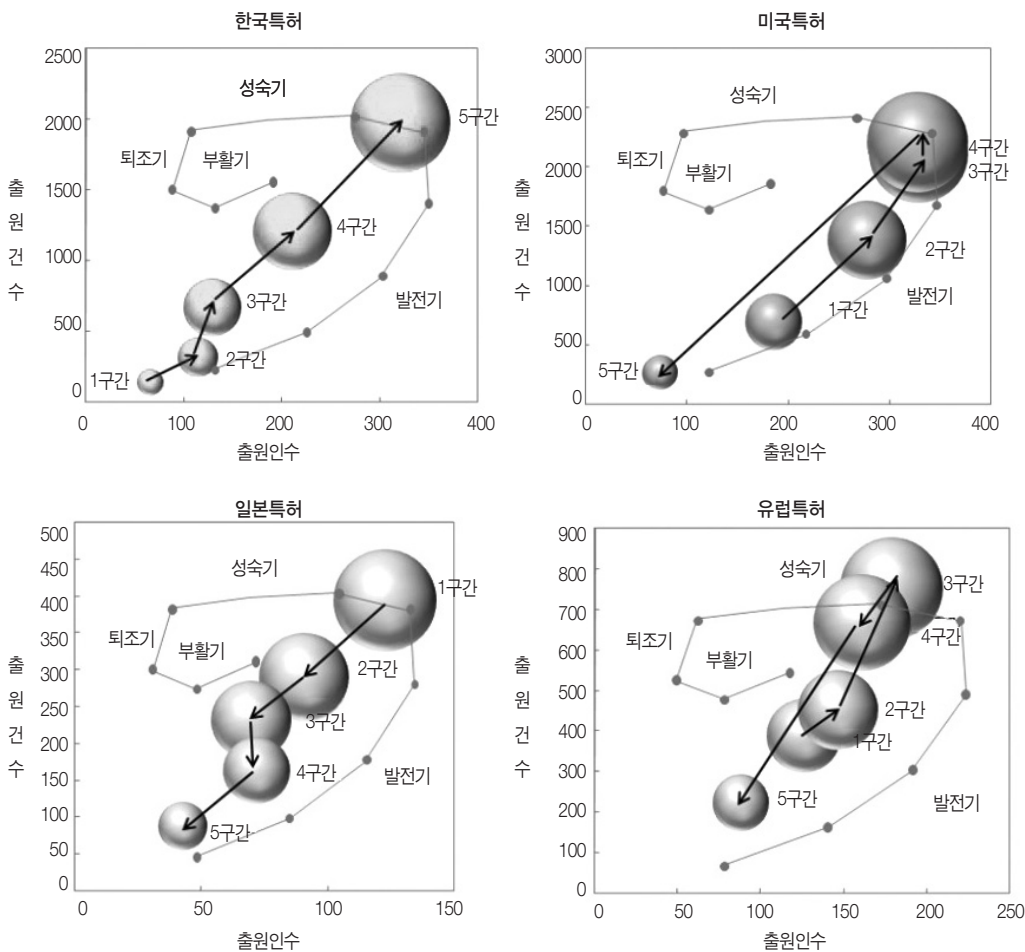 한국특허
2500
2000
1500
1000
500
0
0
100
200
300
400
출원건수
출원인수
성숙기
퇴조기
부활기
발전기
1구간
2구간
3구간
4구간
5구간
미국특허
3000
2500
2000
1500
1000
500
0
0
100
200
300
400
출원건수
출원인수
성숙기
퇴조기
부활기
발전기
4구간
3구간
2구간
1구간
5구간
일본특허
500
450
400
350
300
250
200
150
100
50
0
0
50
100
150
출원건수
출원인수
성숙기
퇴조기
부활기
발전기
1구간
2구간
3구간
4구간
5구간
유럽특허
900
800
700
600
500
400
300
200
100
0
0
50
100
150
200
250
출원건수
출원인수
성숙기
퇴조기
부활기
발전기
3구간
4구간
2구간
1구간
5구간